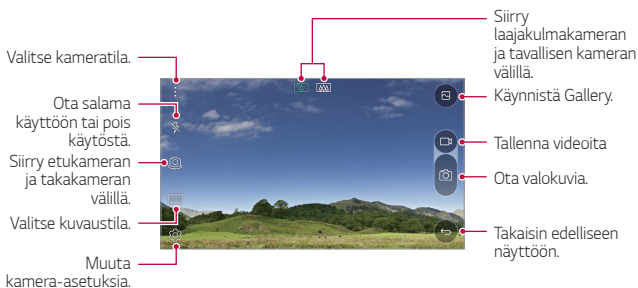 Valitse kameratila.
Ota salama
käyttöön tai pois
käytöstä.
Siirry etukameran
ja takakameran
välillä.
Valitse kuvaustila.
Muuta
kamera-asetuksia.
Siirry
laajakulmakameran
ja tavallisen kameran
välillä.
Käynnistä Gallery.
Tallenna videoita
Ota valokuvia.
Takaisin edelliseen
näyttöön.